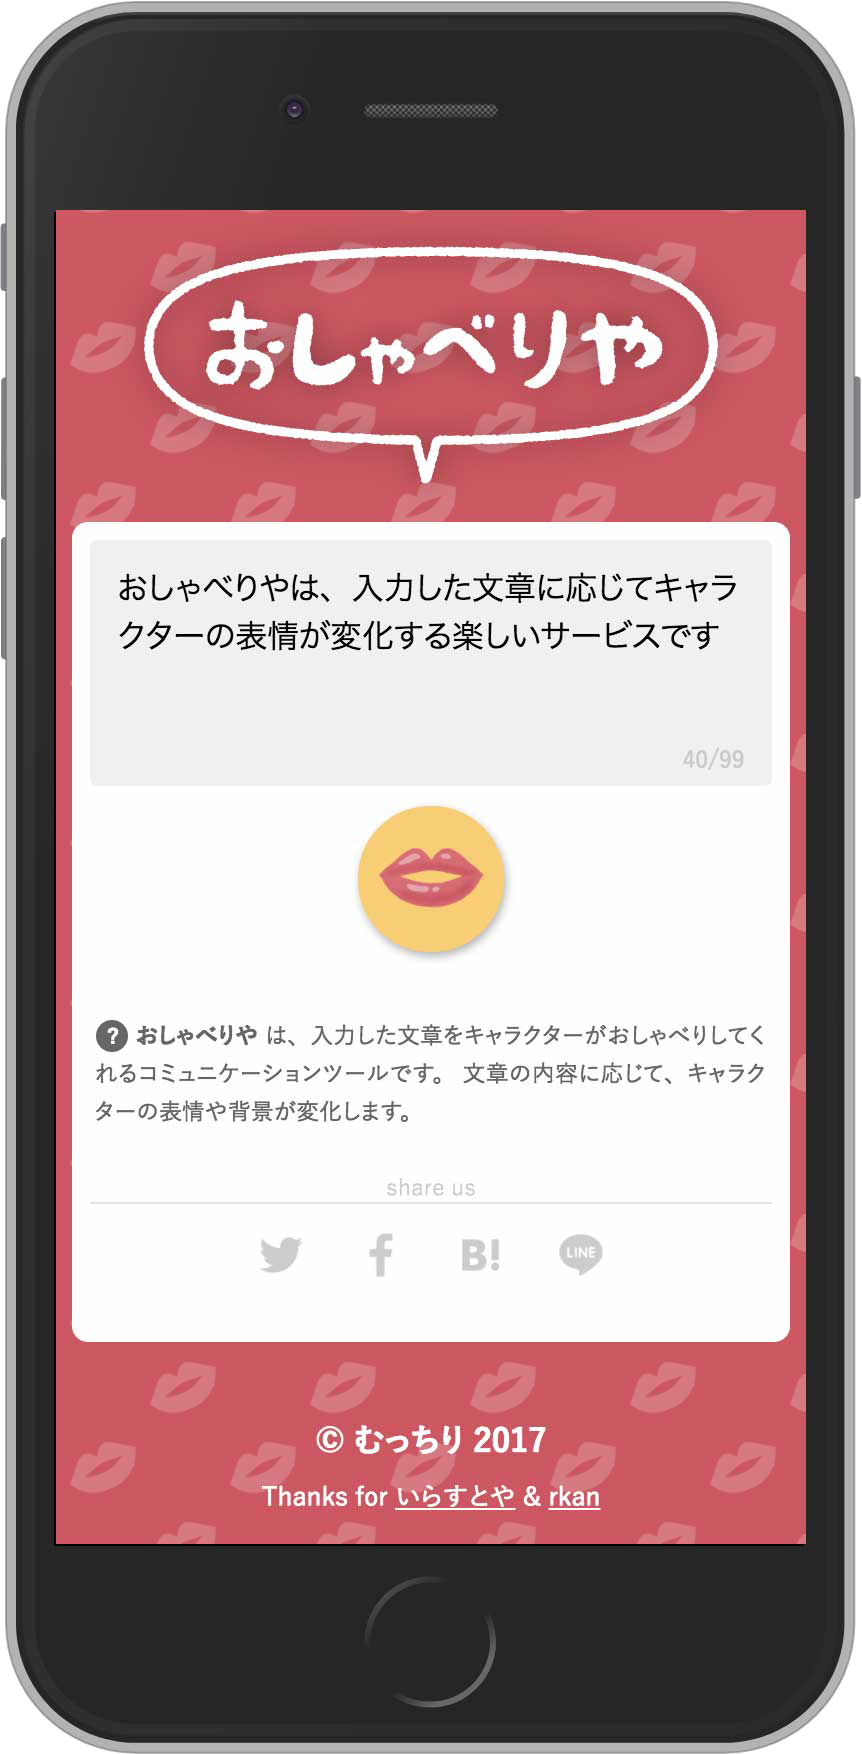 おしゃべりや
おしゃべりやは、入力した文章に応じてキャラ
クターの表情が変化する楽しいサービスです
40/99
? おしゃべりや は、入力した文章をキャラクターがおしゃべりしてく
れるコミュニケーションツールです。 文章の内容に応じて、キャラク
ターの表情や背景が変化します。
share us
B! LINE
© むっちり 2017
Thanks for いらすとや & rkan